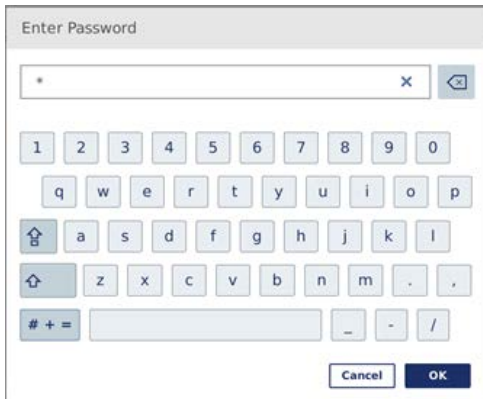 Enter Password
*
1 2 3 4 5 6 7 8 9 0
q w e r t y u i o p
a s d f g h j k l
z x c v b n m . ,
# + = _ - /
Cancel OK